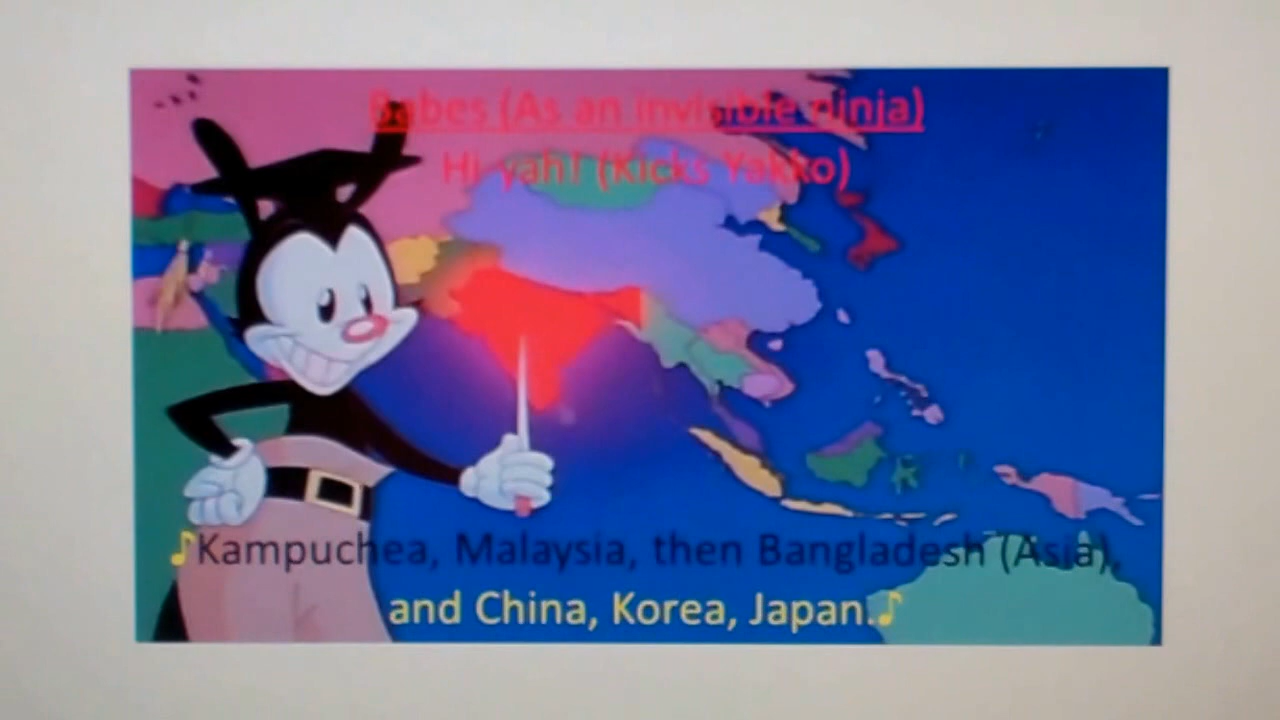 Babes (As an invisible ninja)
Hi-yah! (Kicks Yakko)
♪Kampuchea, Malaysia, then Bangladesh (Asia),
and China, Korea, Japan.♪